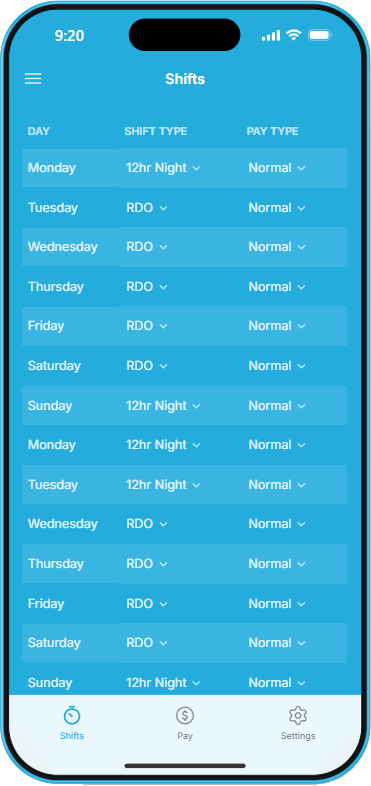 9:20
Shifts
DAY SHIFT TYPE PAY TYPE
Monday 12hr Night Normal
Tuesday RDO Normal
Wednesday RDO Normal
Thursday RDO Normal
Friday RDO Normal
Saturday RDO Normal
Sunday 12hr Night Normal
Monday 12hr Night Normal
Tuesday 12hr Night Normal
Wednesday RDO Normal
Thursday RDO Normal
Friday RDO Normal
Saturday RDO Normal
Sunday 12hr Night Normal
Shifts Pay Settings